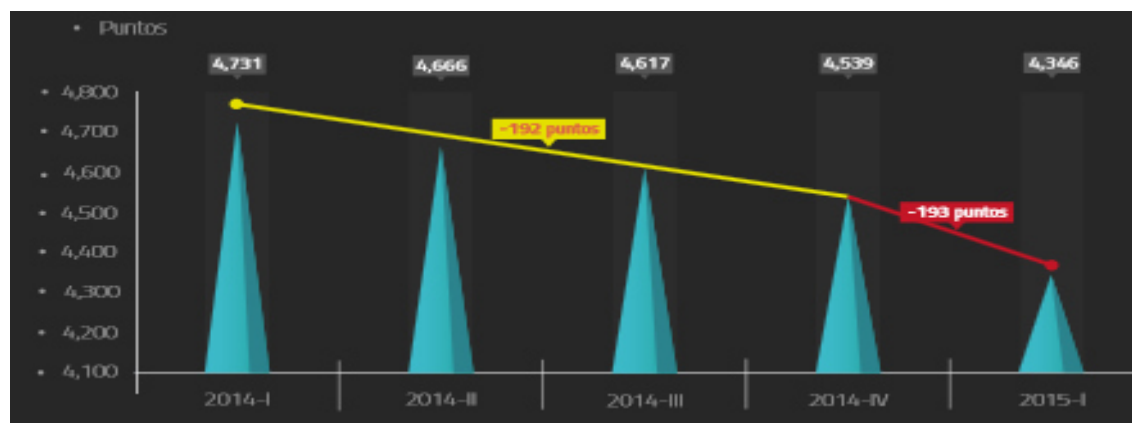 • Puntos
4,731 4,666 4,617 4,539 4,346
• 4,800
• 4,700
• 4,600
• 4,500
• 4,400
• 4,300
• 4,200
• 4,100
-192 puntos
-193 puntos
2014-I 2014-II 2014-III 2014-IV 2015-I